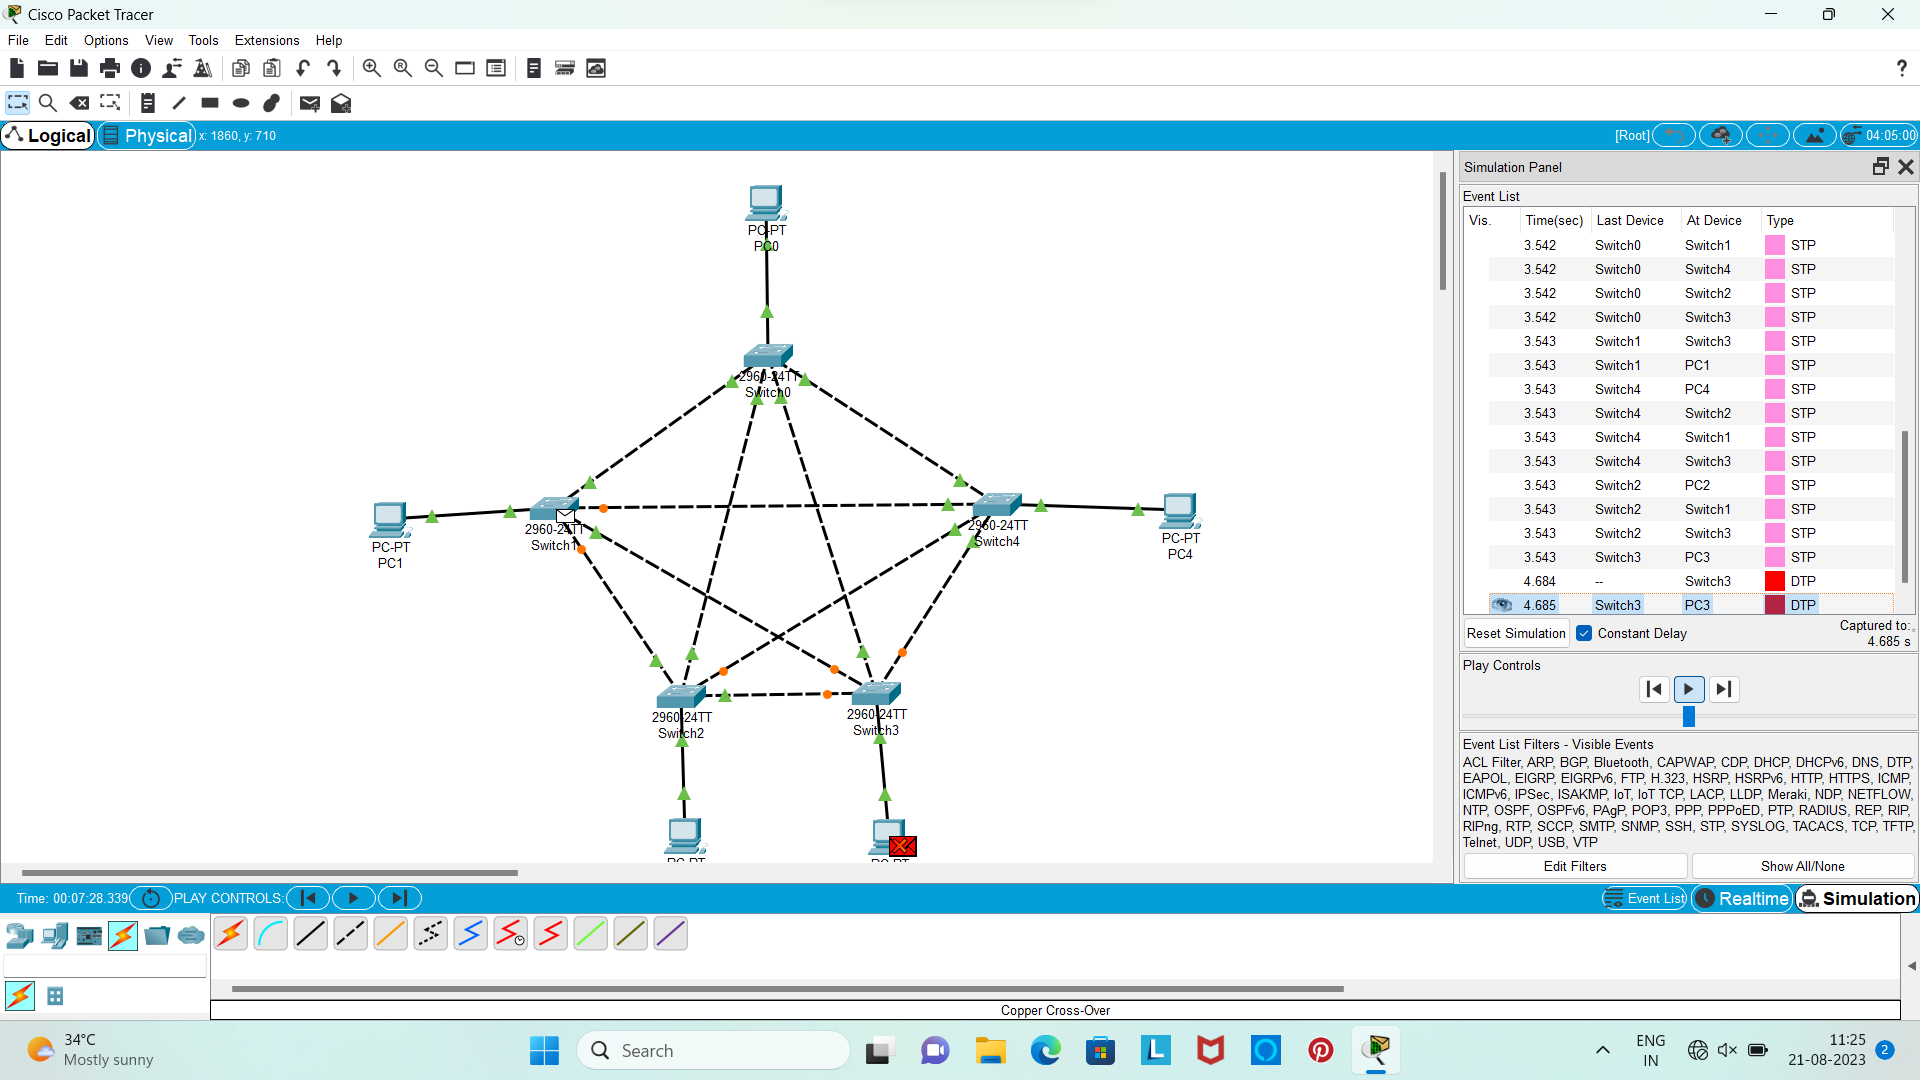 Cisco Packet Tracer
File Edit Options View Tools Extensions Help
Logical Physical x: 1860, y: 710 [Root] 04:05:00
PC-PT
PC0
2960-24TT
Switch0
PC-PT
PC1
2960-24TT
Switch1
2960-24TT
Switch4
PC-PT
PC4
2960-24TT
Switch2
2960-24TT
Switch3
PC-PT
PC-PT
Simulation Panel
Event List
Vis. Time(sec) Last Device At Device Type
3.542 Switch0 Switch1 STP
3.542 Switch0 Switch4 STP
3.542 Switch0 Switch2 STP
3.542 Switch0 Switch3 STP
3.543 Switch1 Switch3 STP
3.543 Switch1 PC1 STP
3.543 Switch4 PC4 STP
3.543 Switch4 Switch2 STP
3.543 Switch4 Switch1 STP
3.543 Switch4 Switch3 STP
3.543 Switch2 PC2 STP
3.543 Switch2 Switch1 STP
3.543 Switch2 Switch3 STP
3.543 Switch3 PC3 STP
4.684 -- Switch3 DTP
4.685 Switch3 PC3 DTP
Reset Simulation Constant Delay Captured to:
4.685 s
Play Controls
Event List Filters - Visible Events
ACL Filter, ARP, BGP, Bluetooth, CAPWAP, CDP, DHCP, DHCPv6, DNS, DTP,
EAPOL, EIGRP, EIGRPv6, FTP, H.323, HSRP, HSRPv6, HTTP, HTTPS, ICMP,
ICMPv6, IPSec, ISAKMP, IoT, IoT TCP, LACP, LLDP, Meraki, NDP, NETFLOW,
NTP, OSPF, OSPFv6, PAgP, POP3, PPP, PPPoED, PTP, RADIUS, REP, RIP,
RIPng, RTP, SCCP, SMTP, SNMP, SSH, STP, SYSLOG, TACACS, TCP, TFTP,
Telnet, UDP, USB, VTP
Edit Filters Show All/None
Time: 00:07:28.339 PLAY CONTROLS: Event List Realtime Simulation
Copper Cross-Over
34°C
Mostly sunny
Search
ENG
IN
11:25
21-08-2023
2